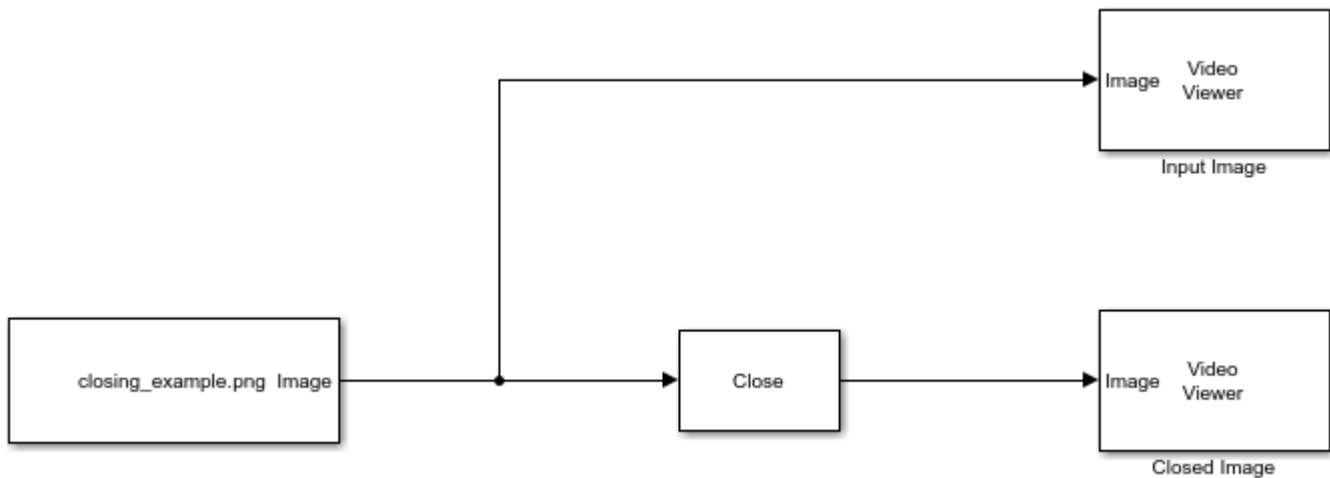 Image
Video
Viewer
Input Image
closing_example.png Image
Close
Image
Video
Viewer
Closed Image